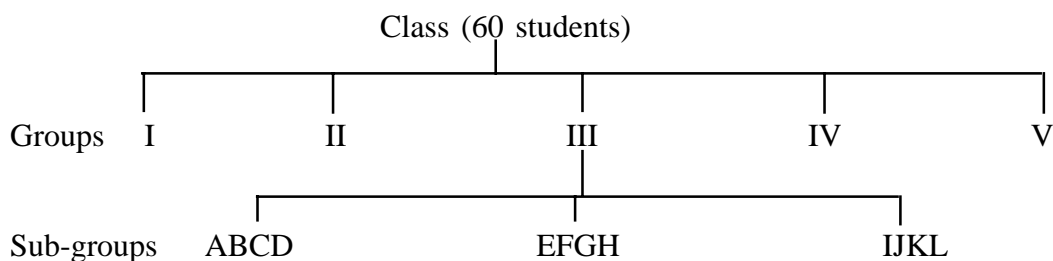 Class (60 students)
Groups I II III IV V
Sub-groups ABCD EFGH IJKL